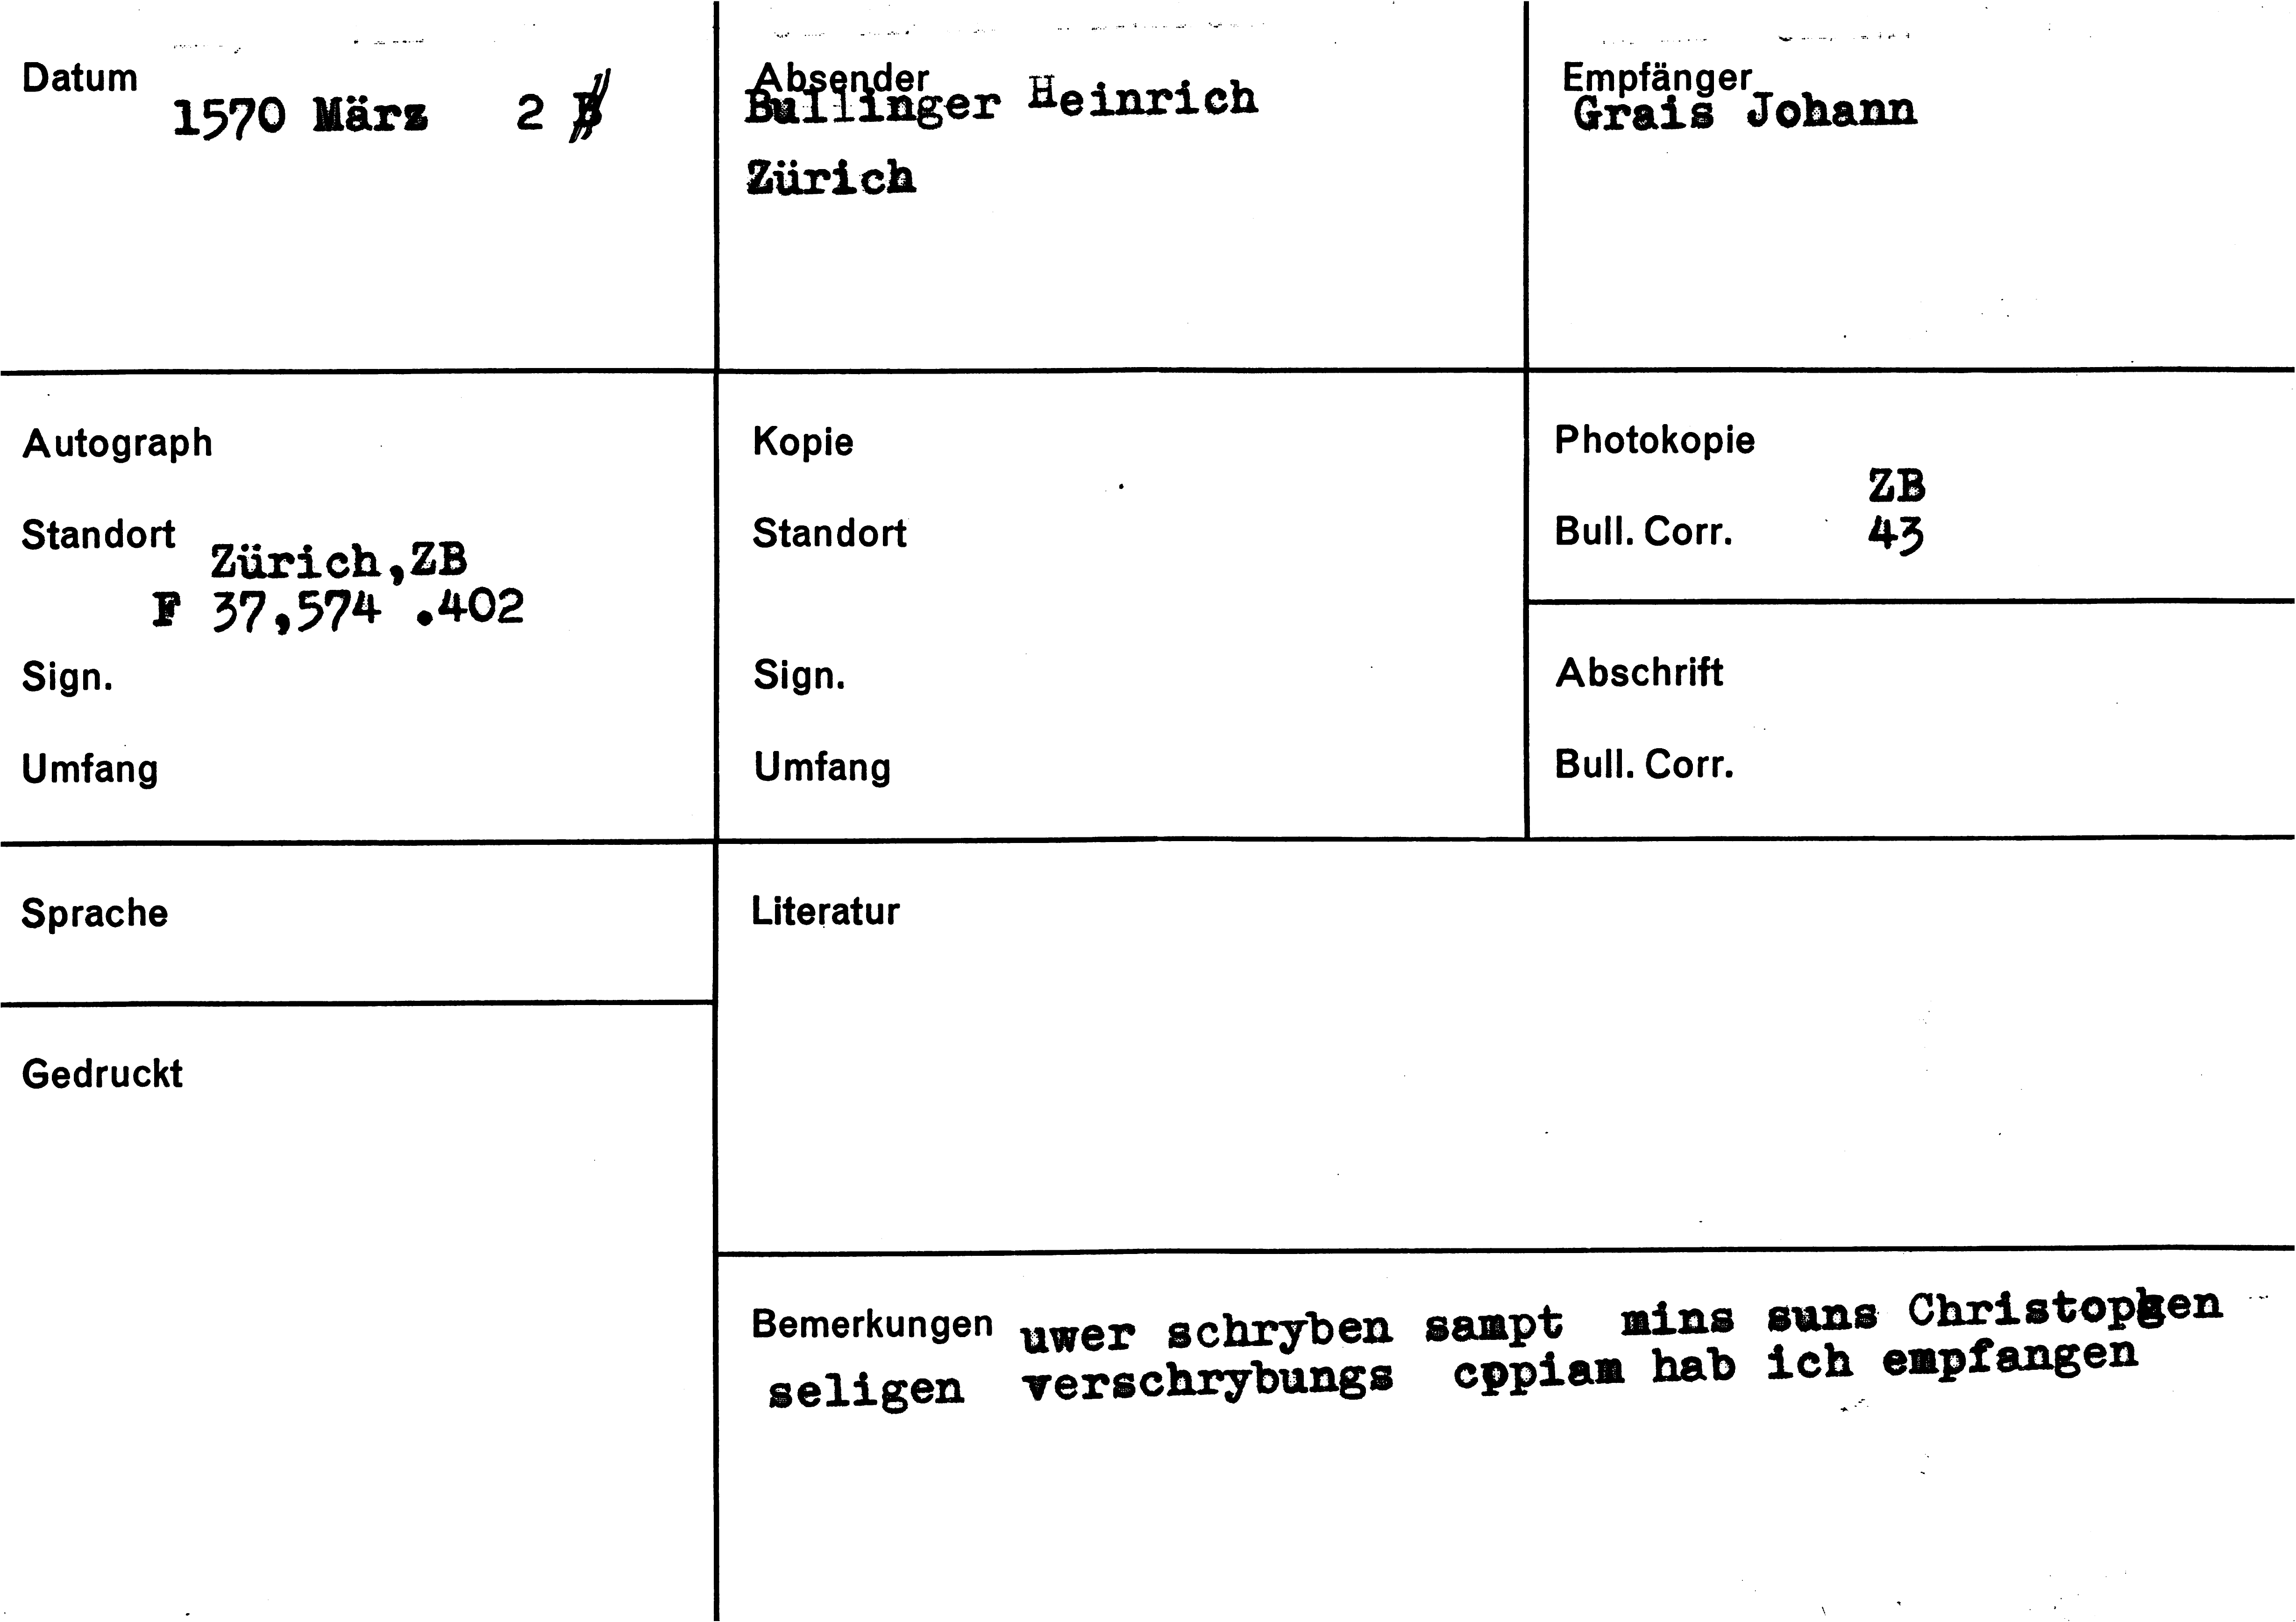 Datum
1570 März 2
Absender
Bullinger Heinrich
Zürich
Empfänger
Grais Johann
Autograph
Standort
Zürich,ZB
F 37,574 .402
Sign.
Umfang
Kopie
Standort
Sign.
Umfang
Photokopie
ZB
Bull. Corr. 43
Abschrift
Bull. Corr.
Sprache
Gedruckt
Literatur
Bemerkungen uwer schryben sampt mins suns Christophen
seligen verschrybungs cppiam hab ich empfangen